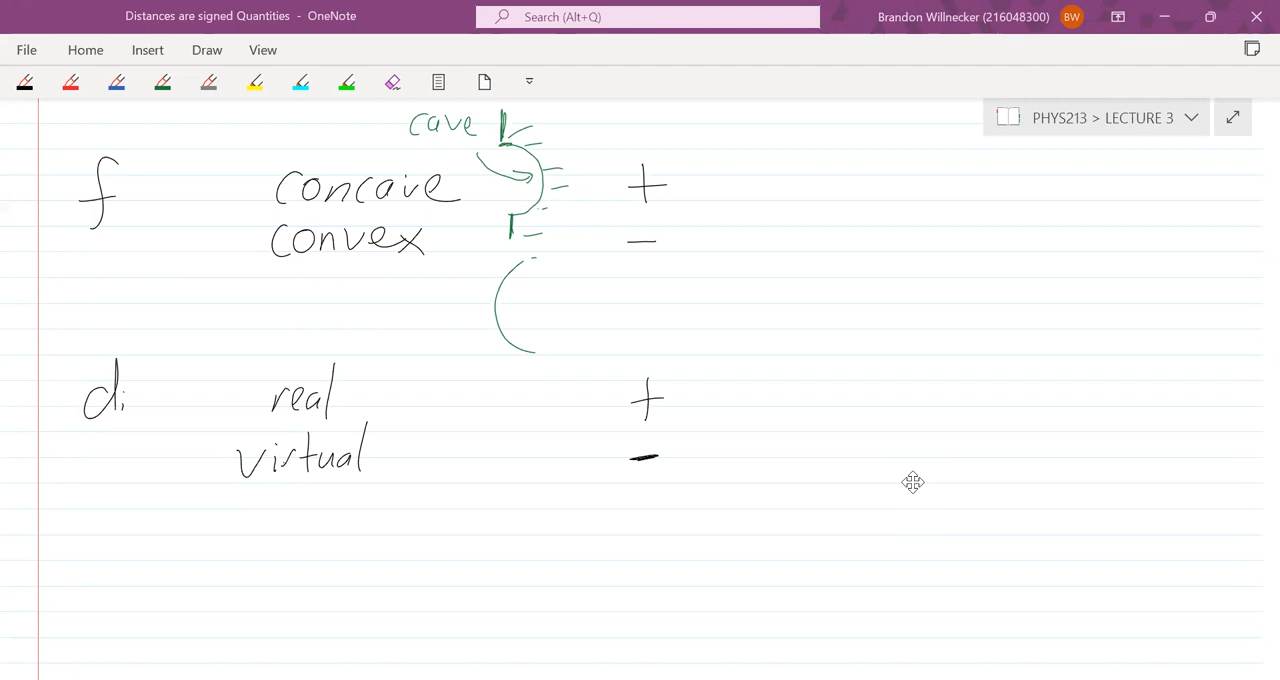 Distances are signed Quantities - OneNote
Search (Alt+Q)
Brandon Willnecker (216048300) BW
File Home Insert Draw View
PHYS213 > LECTURE 3
cave
f concave +
convex -
di real +
virtual -